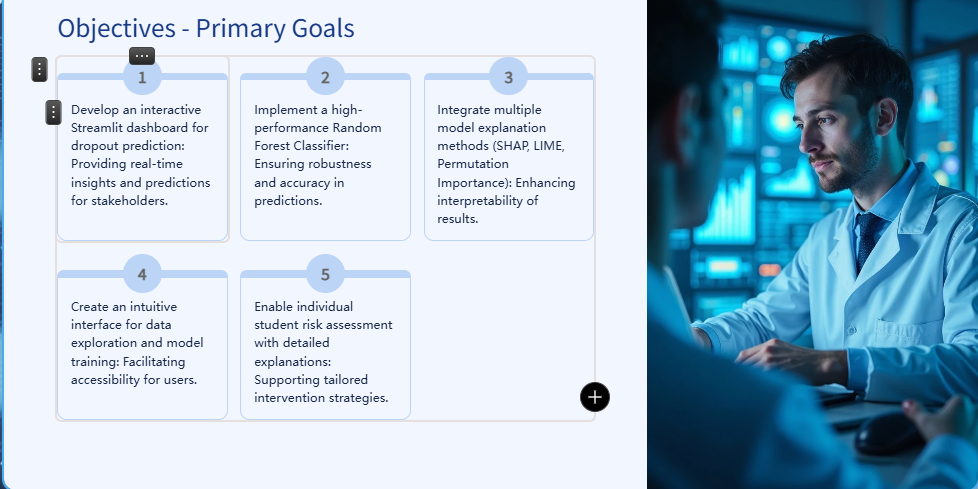 Objectives - Primary Goals
1
Develop an interactive
Streamlit dashboard for
dropout prediction:
Providing real-time
insights and predictions
for stakeholders.
2
Implement a high-
performance Random
Forest Classifier:
Ensuring robustness
and accuracy in
predictions.
3
Integrate multiple
model explanation
methods (SHAP, LIME,
Permutation
Importance): Enhancing
interpretability of
results.
4
Create an intuitive
interface for data
exploration and model
training: Facilitating
accessibility for users.
5
Enable individual
student risk assessment
with detailed
explanations:
Supporting tailored
intervention strategies.